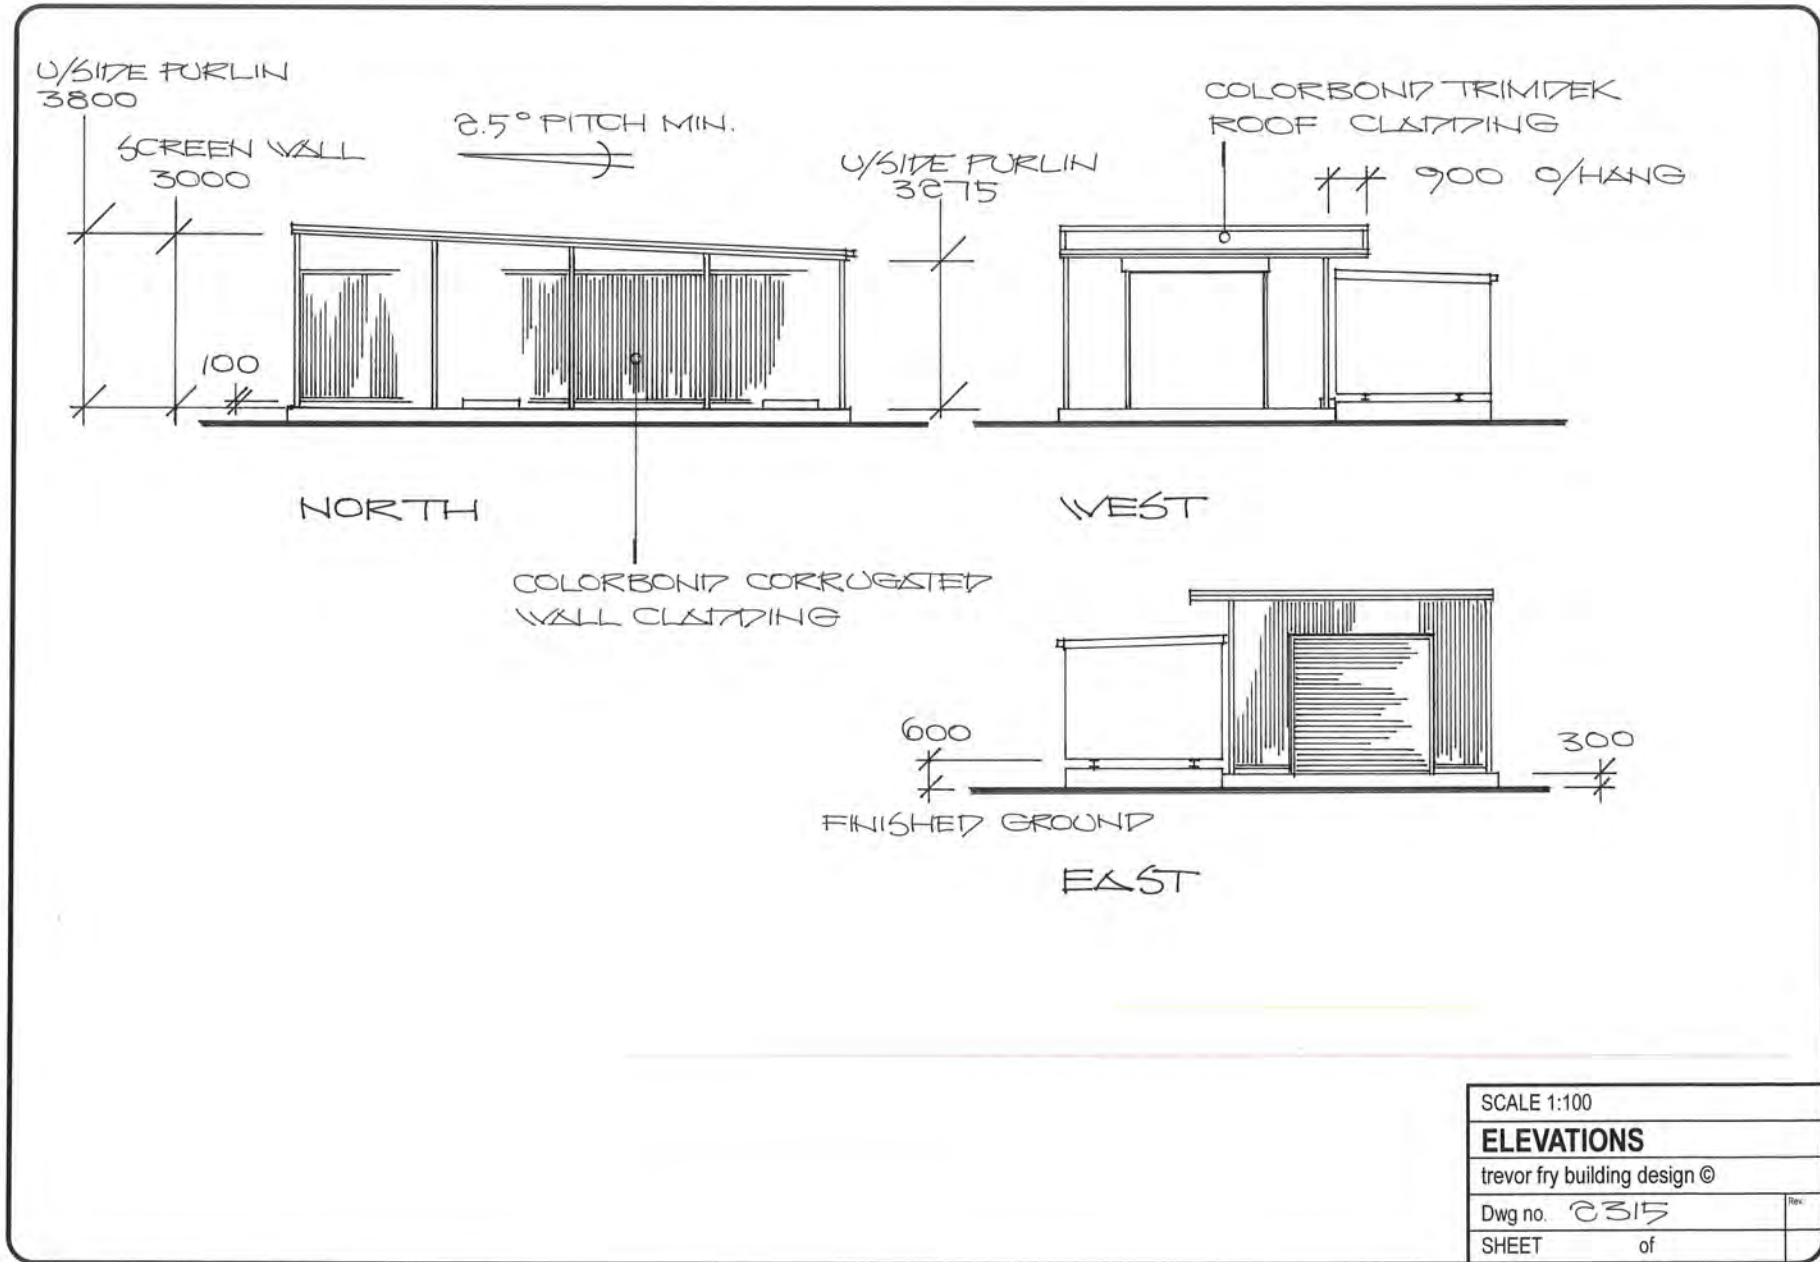 U/SIDE PURLIN
3800
SCREEN WALL
3000
2.5° PITCH MIN.
U/SIDE PURLIN
3275
100
NORTH
COLORBOND CORRUGATED
WALL CLADDING
COLORBOND TRIMDEK
ROOF CLADDING
900 O/HANG
WEST
600
300
FINISHED GROUND
EAST
SCALE 1:100
ELEVATIONS
trevor fry building design ©
Dwg no. 2315
Rev:
SHEET of